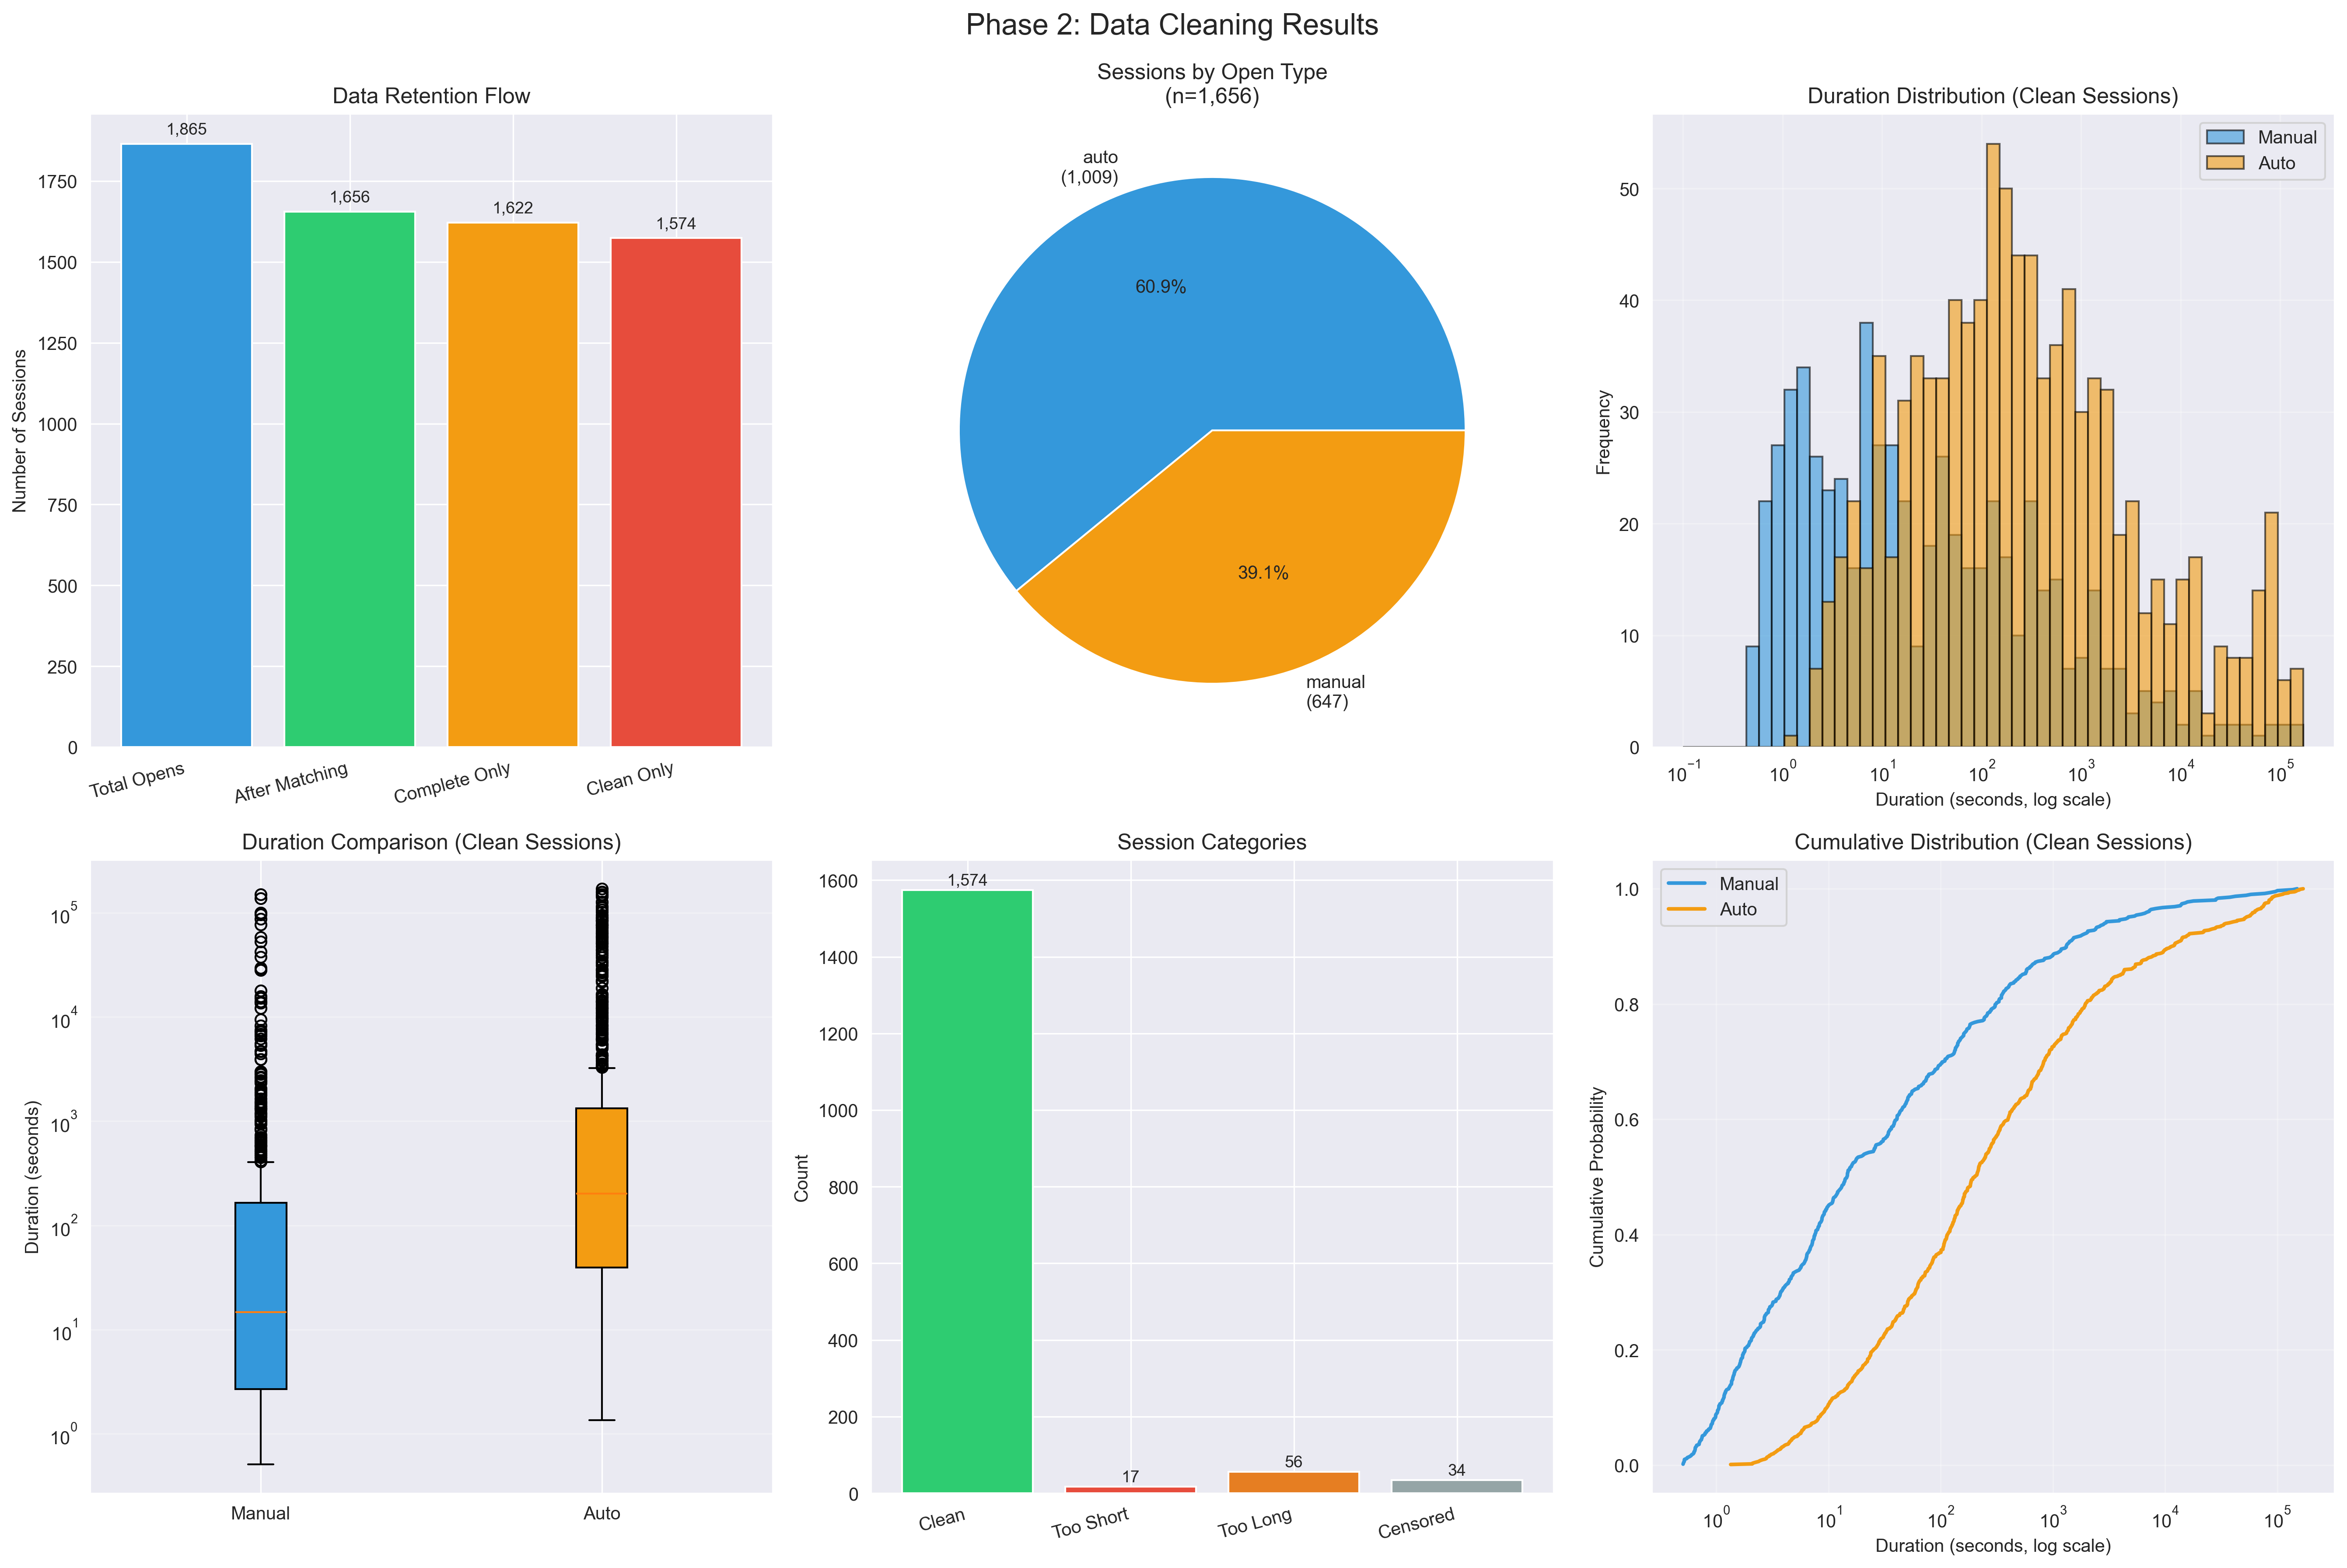 Phase 2: Data Cleaning Results
Data Retention Flow
Number of Sessions
1750
1500
1250
1000
750
500
250
0
1,865
1,656
1,622
1,574
Total Opens
After Matching
Complete Only
Clean Only
Sessions by Open Type
(n=1,656)
auto
(1,009)
60.9%
39.1%
manual
(647)
Duration Distribution (Clean Sessions)
Manual
Auto
Frequency
50
40
30
20
10
0
10⁻¹
10⁰
10¹
10²
10³
10⁴
10⁵
Duration (seconds, log scale)
Duration Comparison (Clean Sessions)
Duration (seconds)
10⁵
10⁴
10³
10²
10¹
10⁰
Manual
Auto
Session Categories
Count
1600
1400
1200
1000
800
600
400
200
0
1,574
17
56
34
Clean
Too Short
Too Long
Censored
Cumulative Distribution (Clean Sessions)
Manual
Auto
Cumulative Probability
1.0
0.8
0.6
0.4
0.2
0.0
10⁰
10¹
10²
10³
10⁴
10⁵
Duration (seconds, log scale)